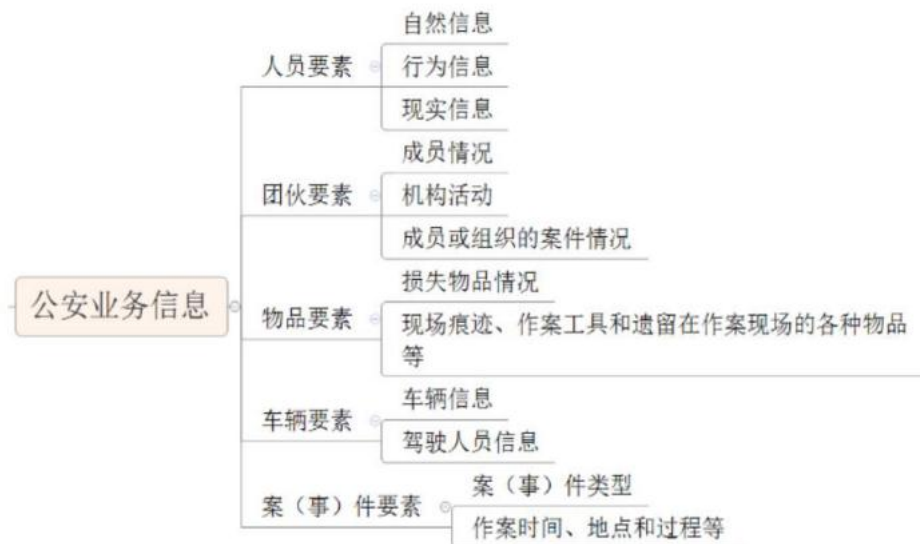 自然信息
人员要素
行为信息
现实信息
成员情况
团伙要素
机构活动
成员或组织的案件情况
公安业务信息
损失物品情况
物品要素
现场痕迹、作案工具和遗留在作案现场的各种物品
等
车辆信息
车辆要素
驾驶人员信息
案（事）件类型
案（事）件要素
作案时间、地点和过程等